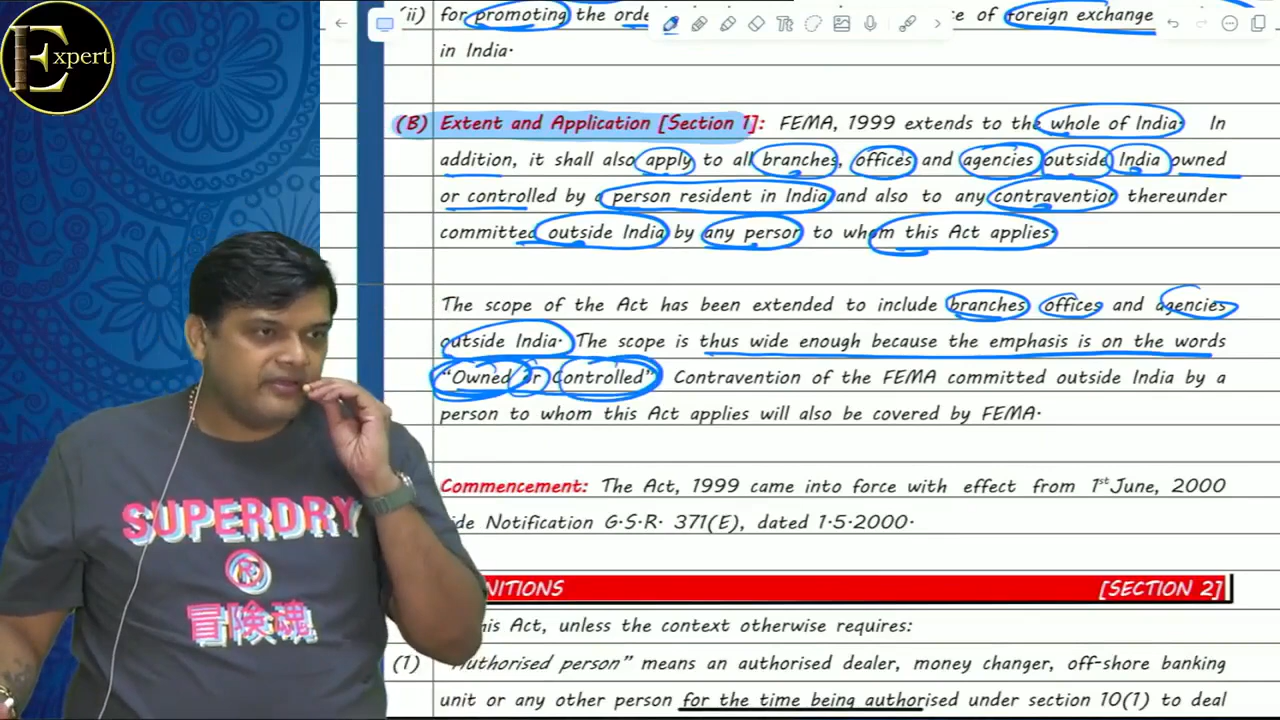 Expert
(ii) for promoting the of foreign exchange
in India.
(B) Extent and Application [Section 1]: FEMA, 1999 extends to the whole of India. In
addition, it shall also apply to all branches, offices and agencies outside India owned
or controlled by a person resident in India and also to any contravention thereunder
committed outside India by any person to whom this Act applies.
The scope of the Act has been extended to include branches offices and agencies
outside India. The scope is thus wide enough because the emphasis is on the words
"Owned or Controlled" Contravention of the FEMA committed outside India by a
person to whom this Act applies will also be covered by FEMA.
Commencement: The Act, 1999 came into force with effect from 1st June, 2000
Notification G.S.R. 371(E), dated 1.5.2000.
[SECTION 2]
Act, unless the context otherwise requires:
(1) "Authorised person" means an authorised dealer, money changer, off-shore banking
unit or any other person for the time being authorised under section 10(1) to deal
SUPERDRY
冒険魂